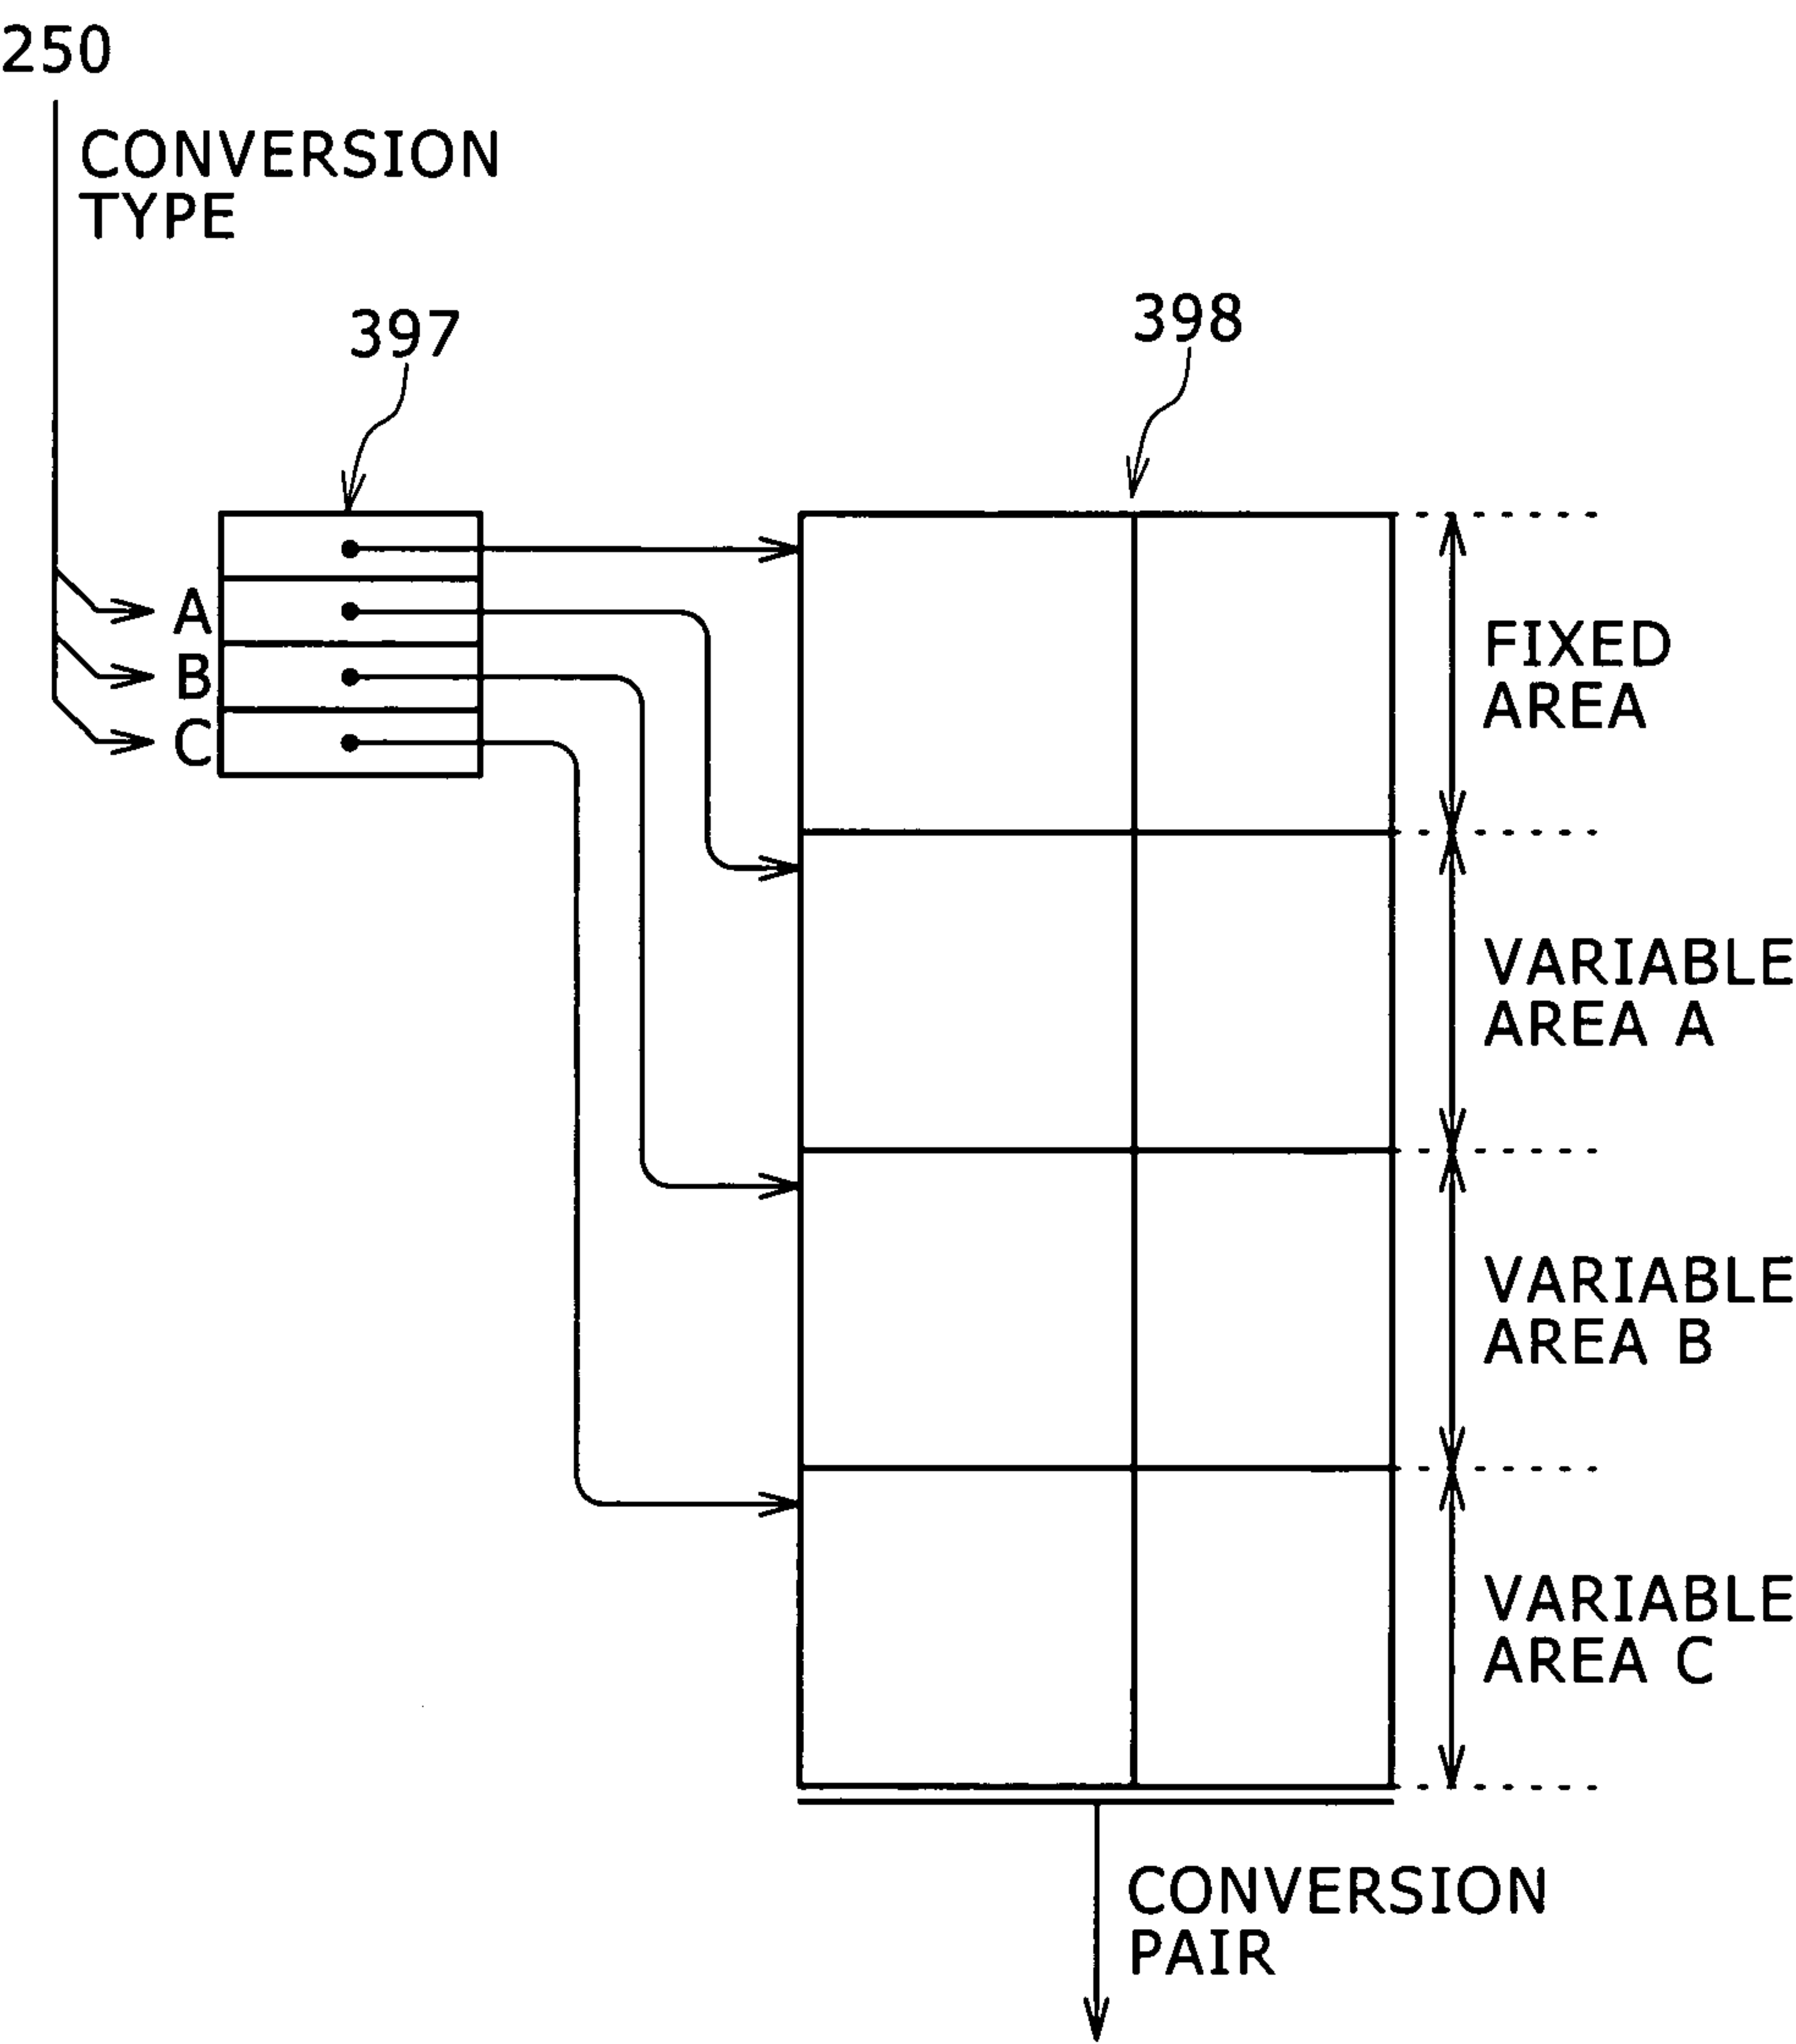 250
CONVERSION
TYPE
397
398
A
B
C
FIXED
AREA
VARIABLE
AREA A
VARIABLE
AREA B
VARIABLE
AREA C
CONVERSION
PAIR